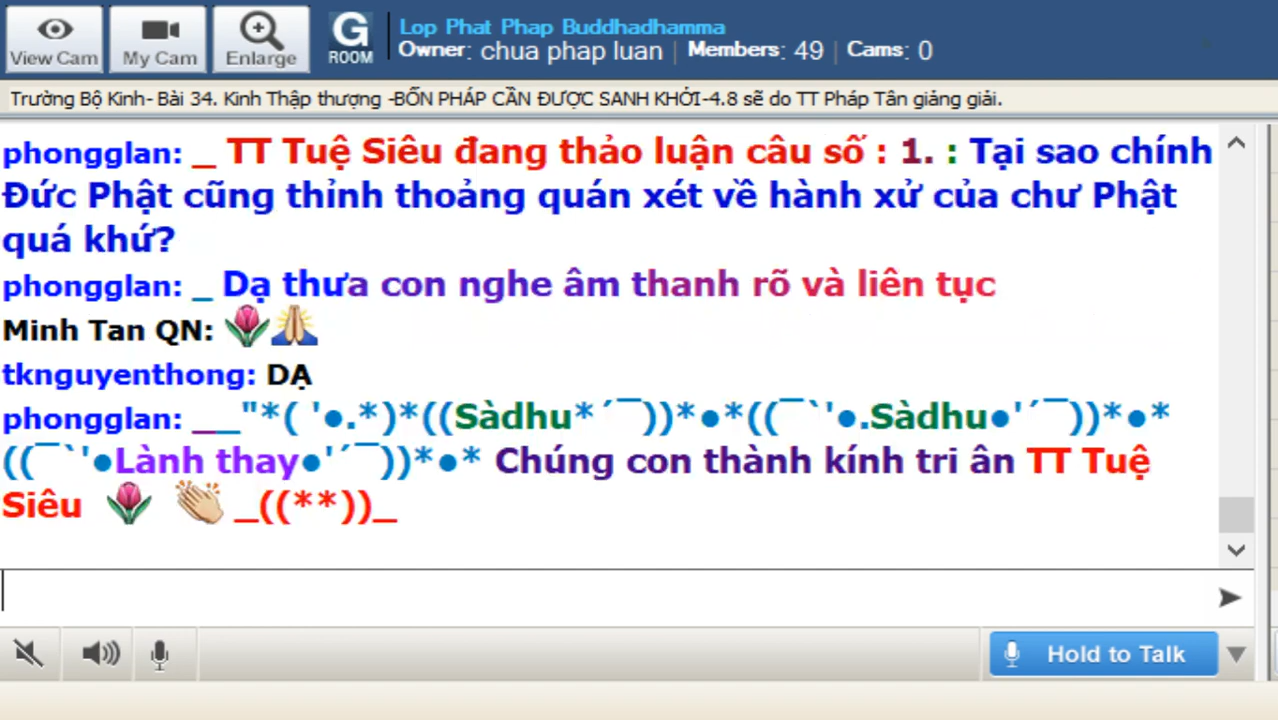 Lop Phat Phap Buddhadhamma
View Cam
My Cam
Enlarge
G
ROOM
Owner: chua phap luan | Members: 49 | Cams: 0
Trường Bộ Kinh- Bài 34. Kinh Thập thượng -BỐN PHÁP CẦN ĐƯỢC SANH KHỞI-4.8 sẽ do TT Pháp Tân giảng giải.
phongglan: _ TT Tuệ Siêu đang thảo luận câu số : 1. : Tại sao chính
Đức Phật cũng thỉnh thoảng quán xét về hành xử của chư Phật
quá khứ?
phongglan: _ Dạ thưa con nghe âm thanh rõ và liên tục
Minh Tan QN: 🌷🙏
tknguyenthong: DẠ
phongglan: __"*( '●.*)*((Sàdhu*´¯))*●*((¯`'●.Sàdhu●'´¯))*●*
((¯`'●Lành thay●'´¯))*●* Chúng con thành kính tri ân TT Tuệ
Siêu 🌷 👏 _((**))_
Hold to Talk